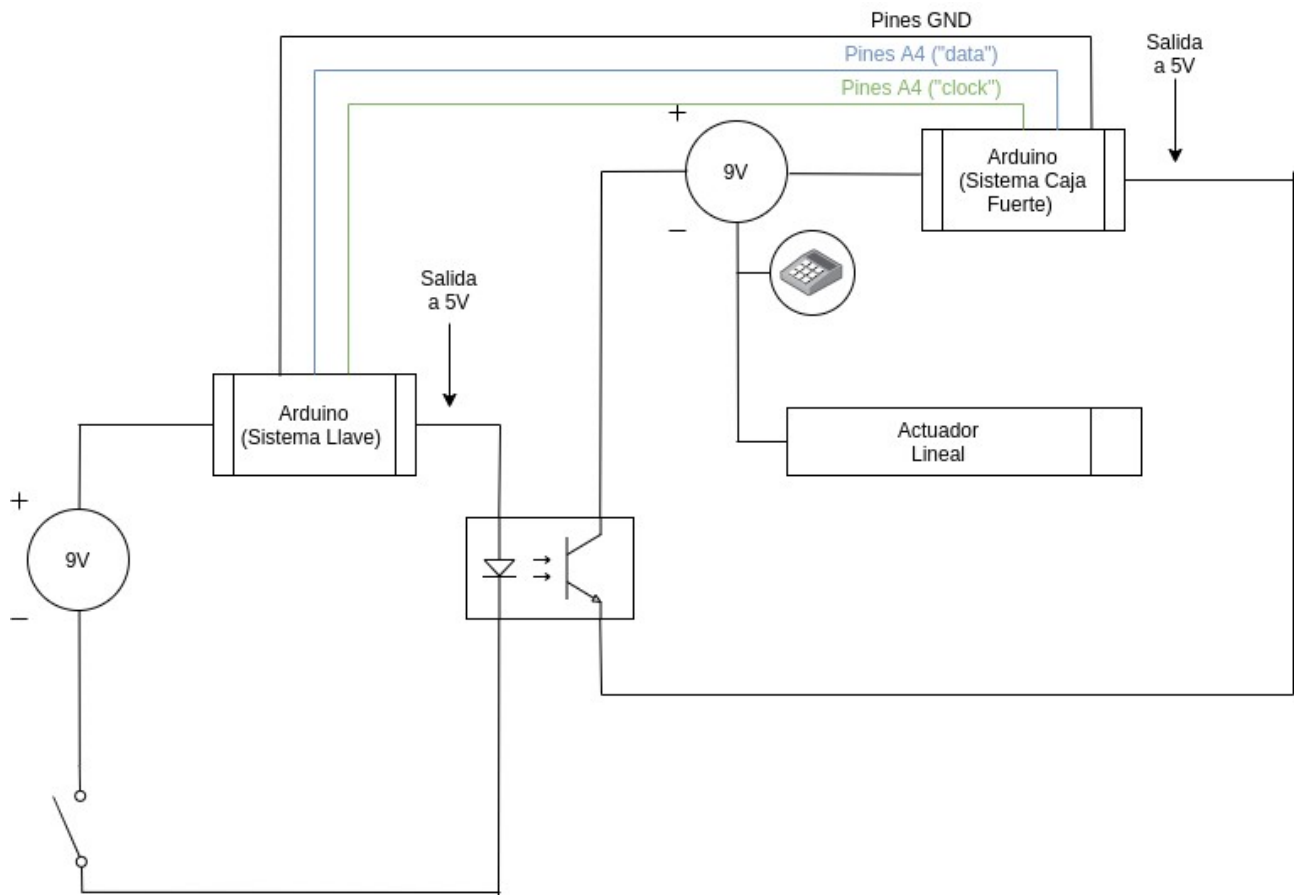 Pines GND
Pines A4 ("data")
Pines A4 ("clock")
Salida
a 5V
+
9V
−
Arduino
(Sistema Caja
Fuerte)
Salida
a 5V
Arduino
(Sistema Llave)
Actuador
Lineal
+
9V
−